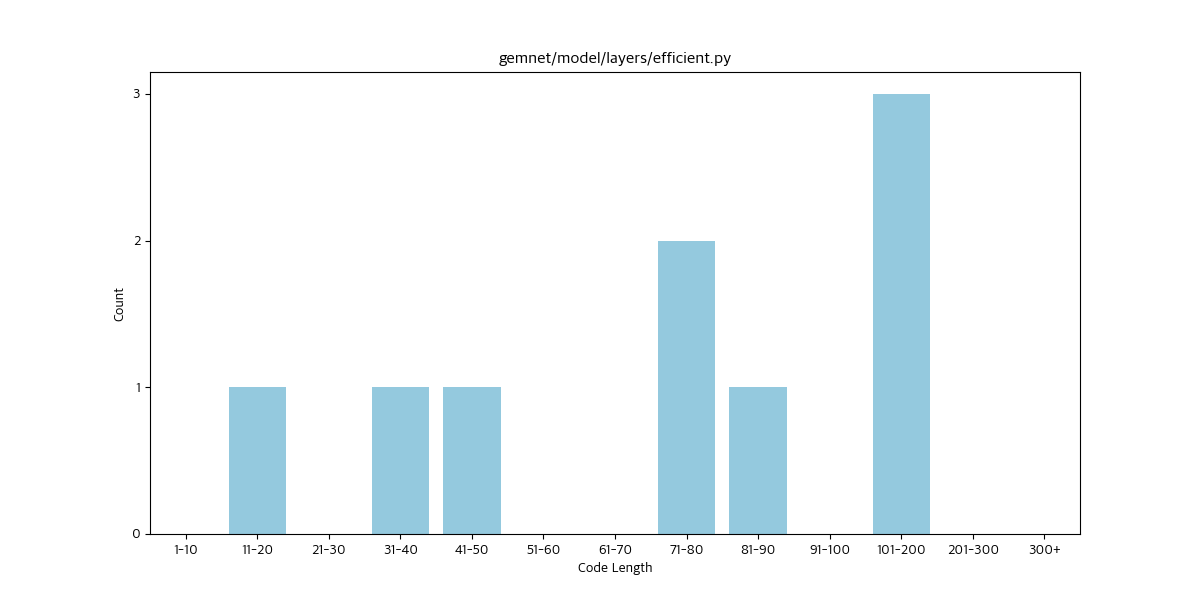 gemnet/model/layers/efficient.py
Count
3
2
1
0
1-10 11-20 21-30 31-40 41-50 51-60 61-70 71-80 81-90 91-100 101-200 201-300 300+
Code Length